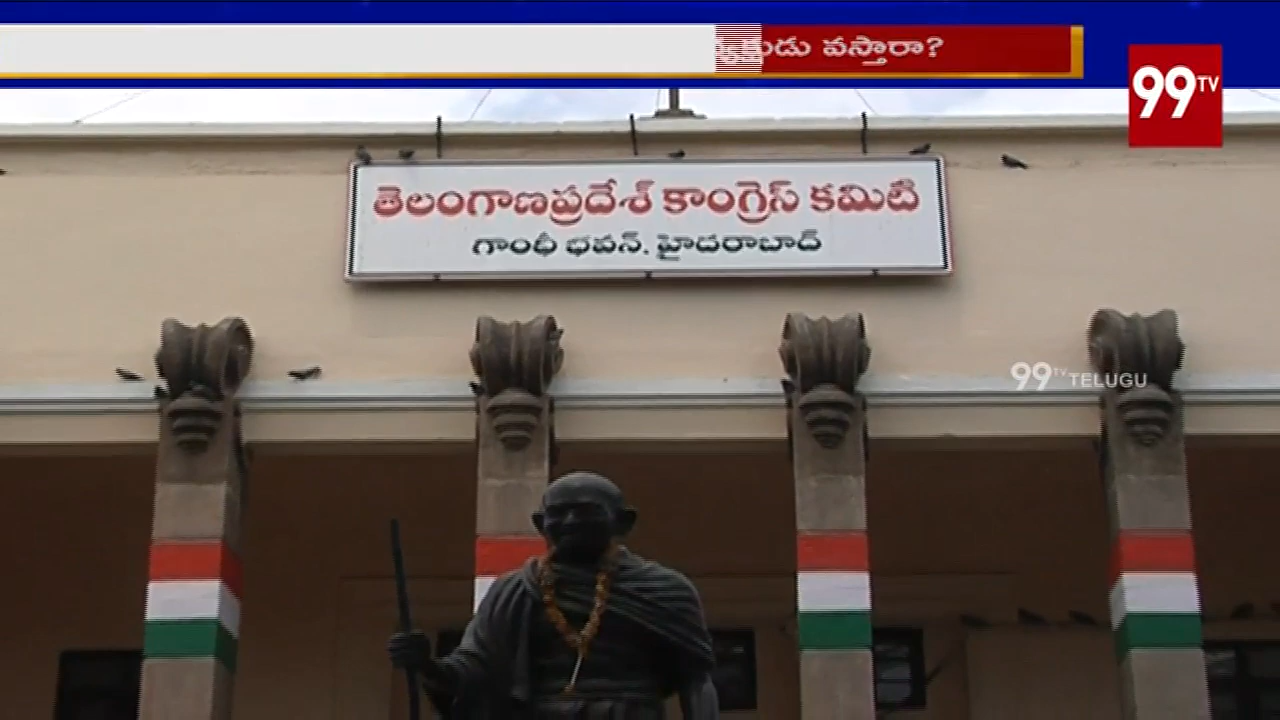 వస్తారా?
99TV
తెలంగాణప్రదేశ్ కాంగ్రెస్ కమిటీ
గాంధీ భవన్, హైదరాబాద్
99TV TELUGU